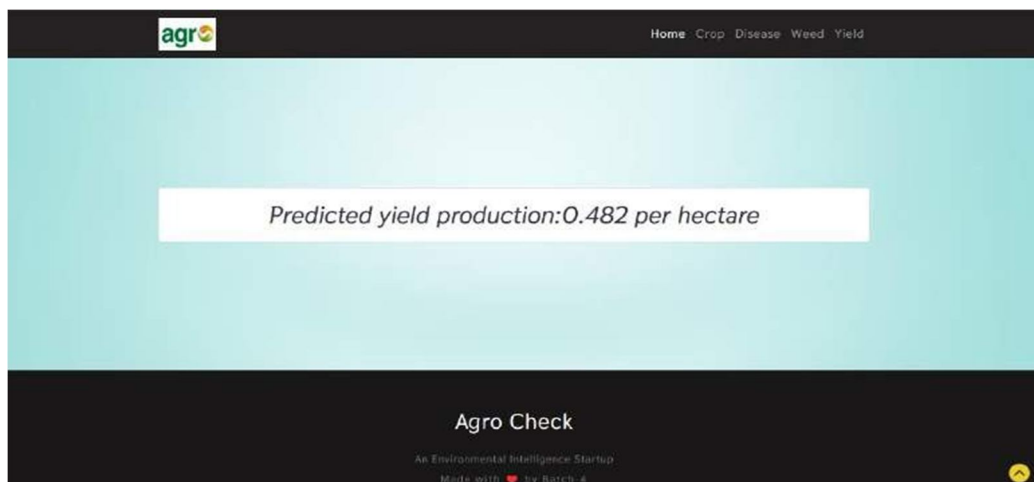 agro
Home Crop Disease Weed Yield
Predicted yield production:0.482 per hectare
Agro Check
An Environmental Intelligence Startup
Made with ❤ by Batch-4